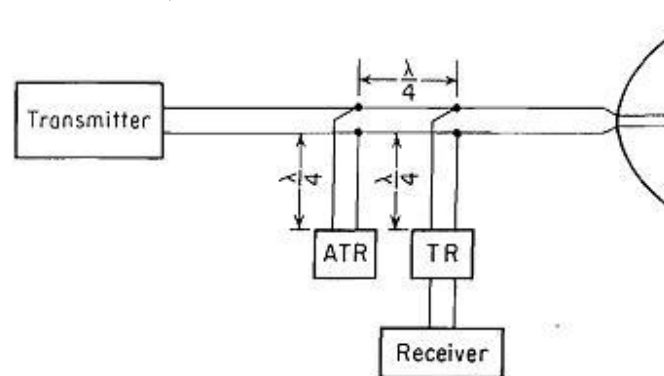 λ/4
Transmitter
λ/4
λ/4
ATR
TR
Receiver